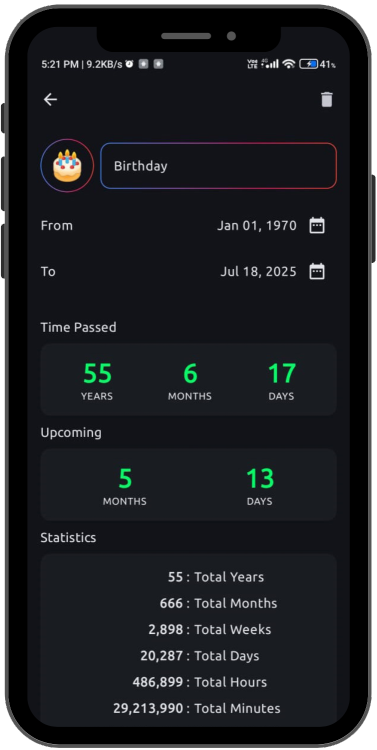 5:21 PM | 9.2KB/s
Vo LTE 4G 41%
Birthday
From Jan 01, 1970
To Jul 18, 2025
Time Passed
55 6 17
YEARS MONTHS DAYS
Upcoming
5 13
MONTHS DAYS
Statistics
55 : Total Years
666 : Total Months
2,898 : Total Weeks
20,287 : Total Days
486,899 : Total Hours
29,213,990 : Total Minutes